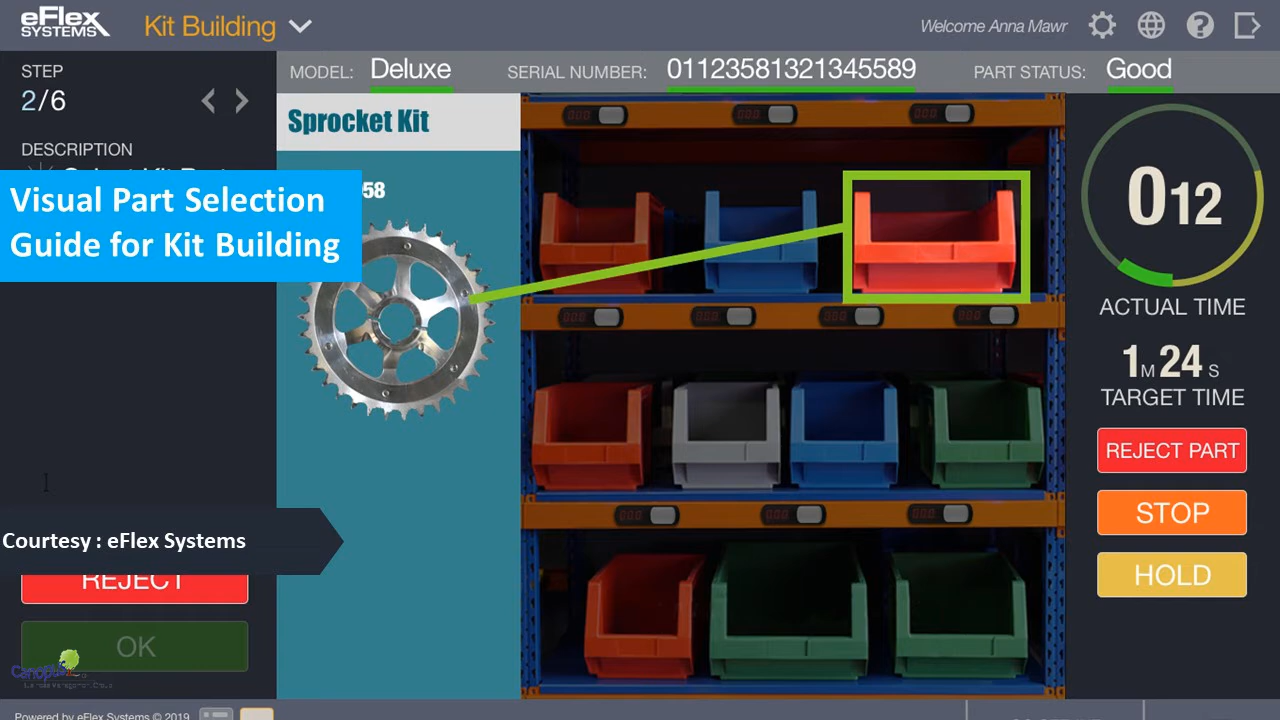 eFlex
SYSTEMS
Kit Building
Welcome Anna Mawr
STEP
2/6
DESCRIPTION
MODEL: Deluxe
SERIAL NUMBER: 01123581321345589
PART STATUS: Good
Sprocket Kit
58
Visual Part Selection
Guide for Kit Building
012
ACTUAL TIME
1M24S
TARGET TIME
REJECT PART
STOP
HOLD
Courtesy : eFlex Systems
REJECT
OK
Canopus
Powered by eFlex Systems © 2019